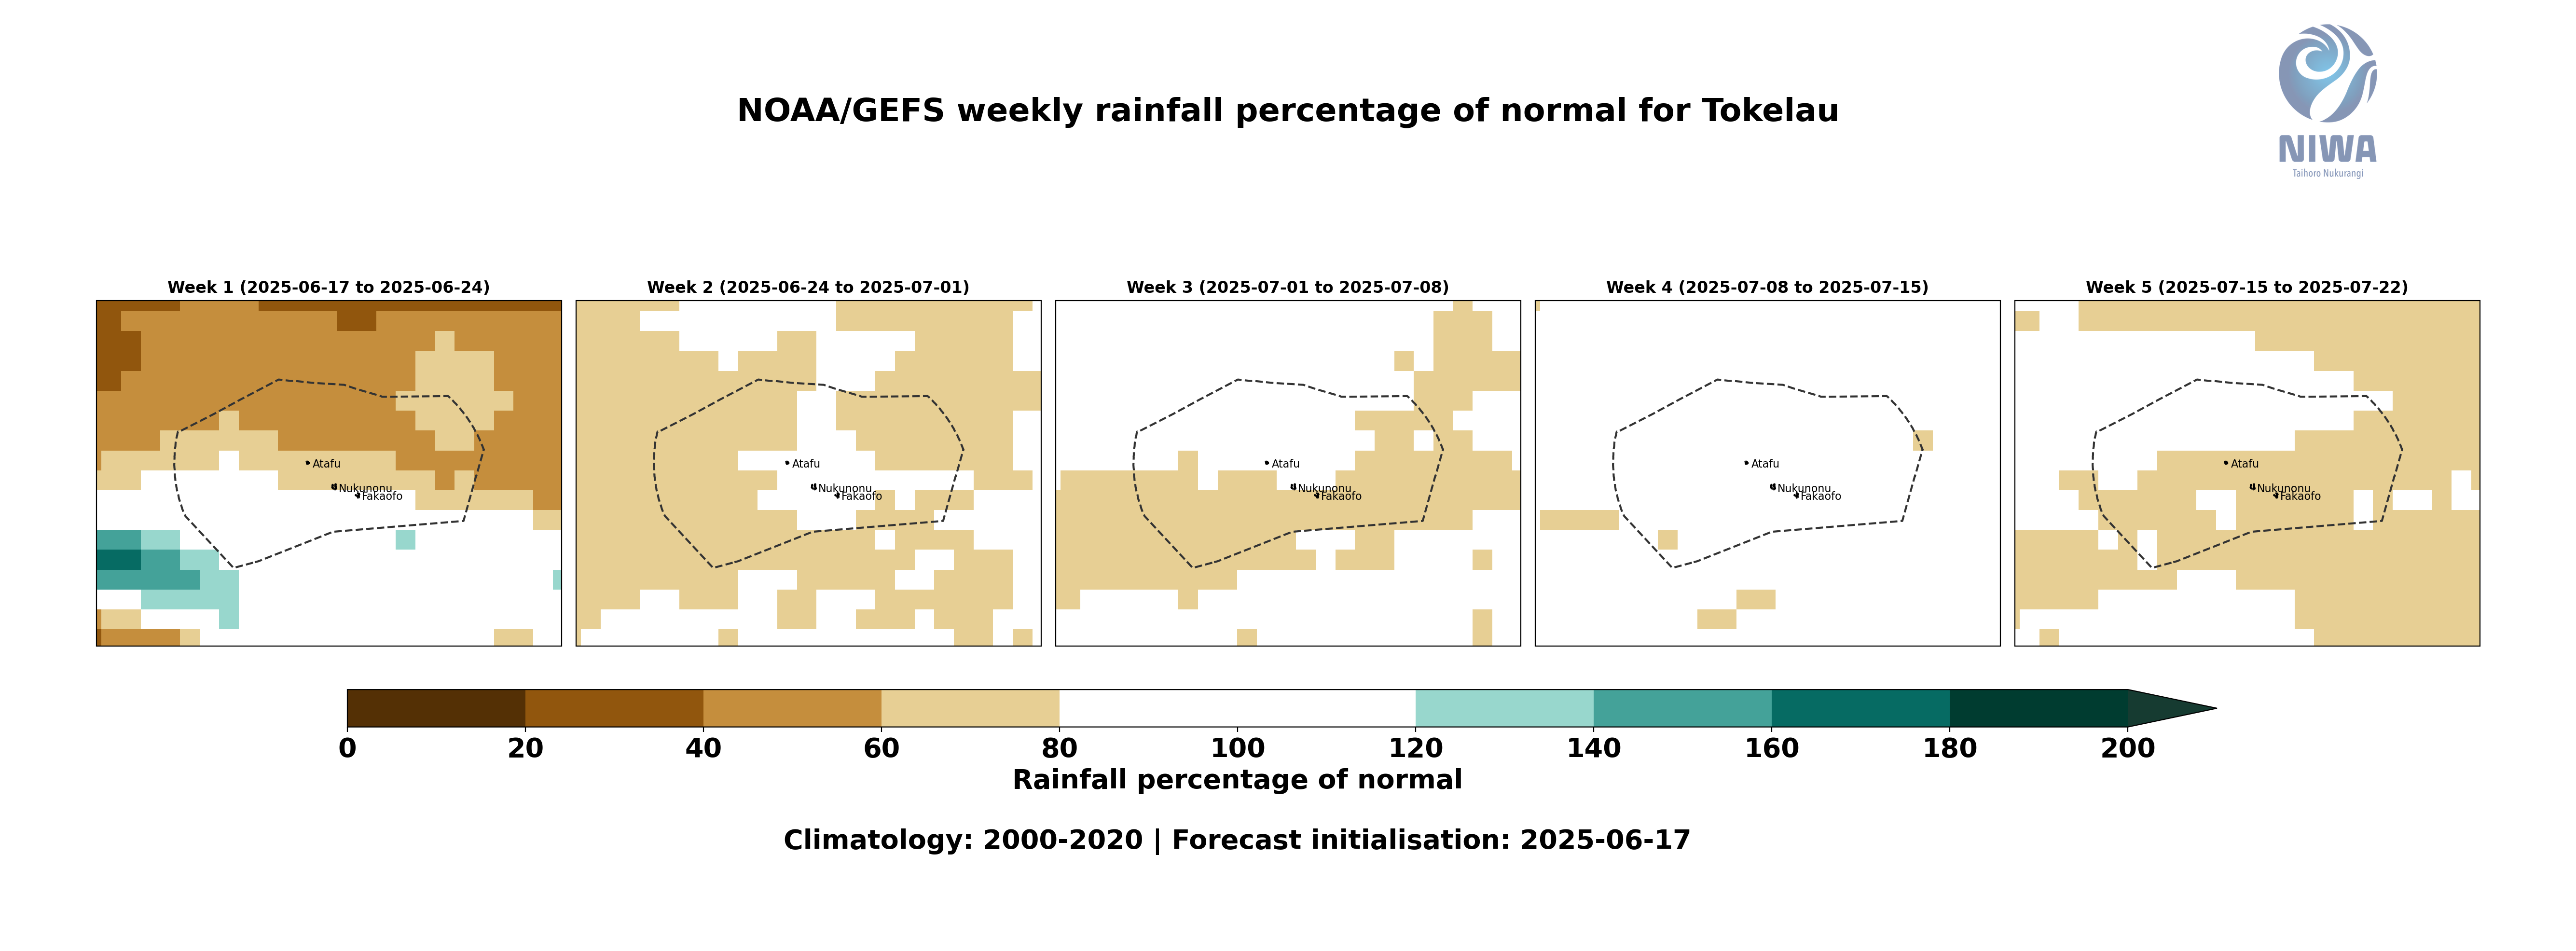 NOAA/GEFS weekly rainfall percentage of normal for Tokelau
NIWA
Taihoro Nukurangi
Week 1 (2025-06-17 to 2025-06-24)
Week 2 (2025-06-24 to 2025-07-01)
Week 3 (2025-07-01 to 2025-07-08)
Week 4 (2025-07-08 to 2025-07-15)
Week 5 (2025-07-15 to 2025-07-22)
Atafu
Nukunonu
Fakaofo
Atafu
Nukunonu
Fakaofo
Atafu
Nukunonu
Fakaofo
Atafu
Nukunonu
Fakaofo
Atafu
Nukunonu
Fakaofo
0 20 40 60 80 100 120 140 160 180 200
Rainfall percentage of normal
Climatology: 2000-2020 | Forecast initialisation: 2025-06-17